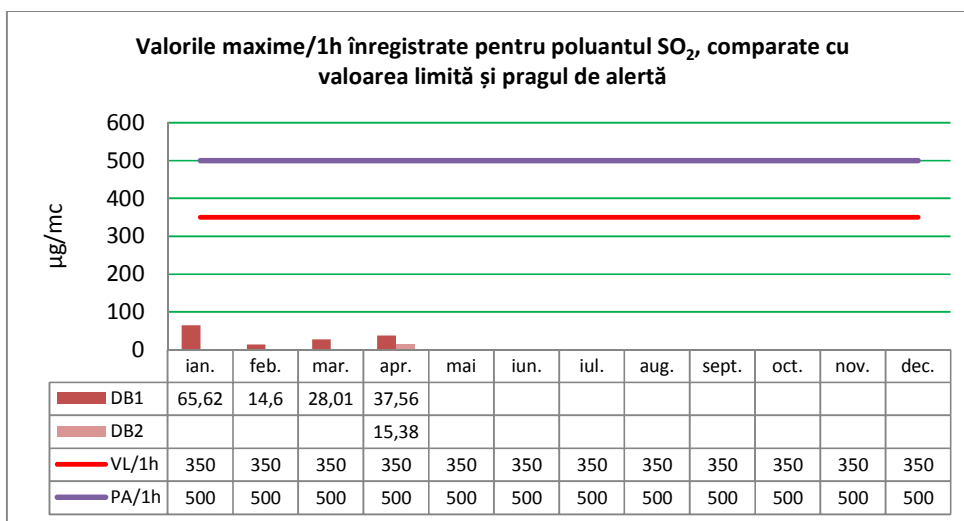 Valorile maxime/1h înregistrate pentru poluantul SO₂, comparate cu
valoarea limită și pragul de alertă
µg/mc
600
500
400
300
200
100
0
ian. feb. mar. apr. mai iun. iul. aug. sept. oct. nov. dec.
DB1 65,62 14,6 28,01 37,56
DB2 15,38
VL/1h 350 350 350 350 350 350 350 350 350 350 350 350
PA/1h 500 500 500 500 500 500 500 500 500 500 500 500